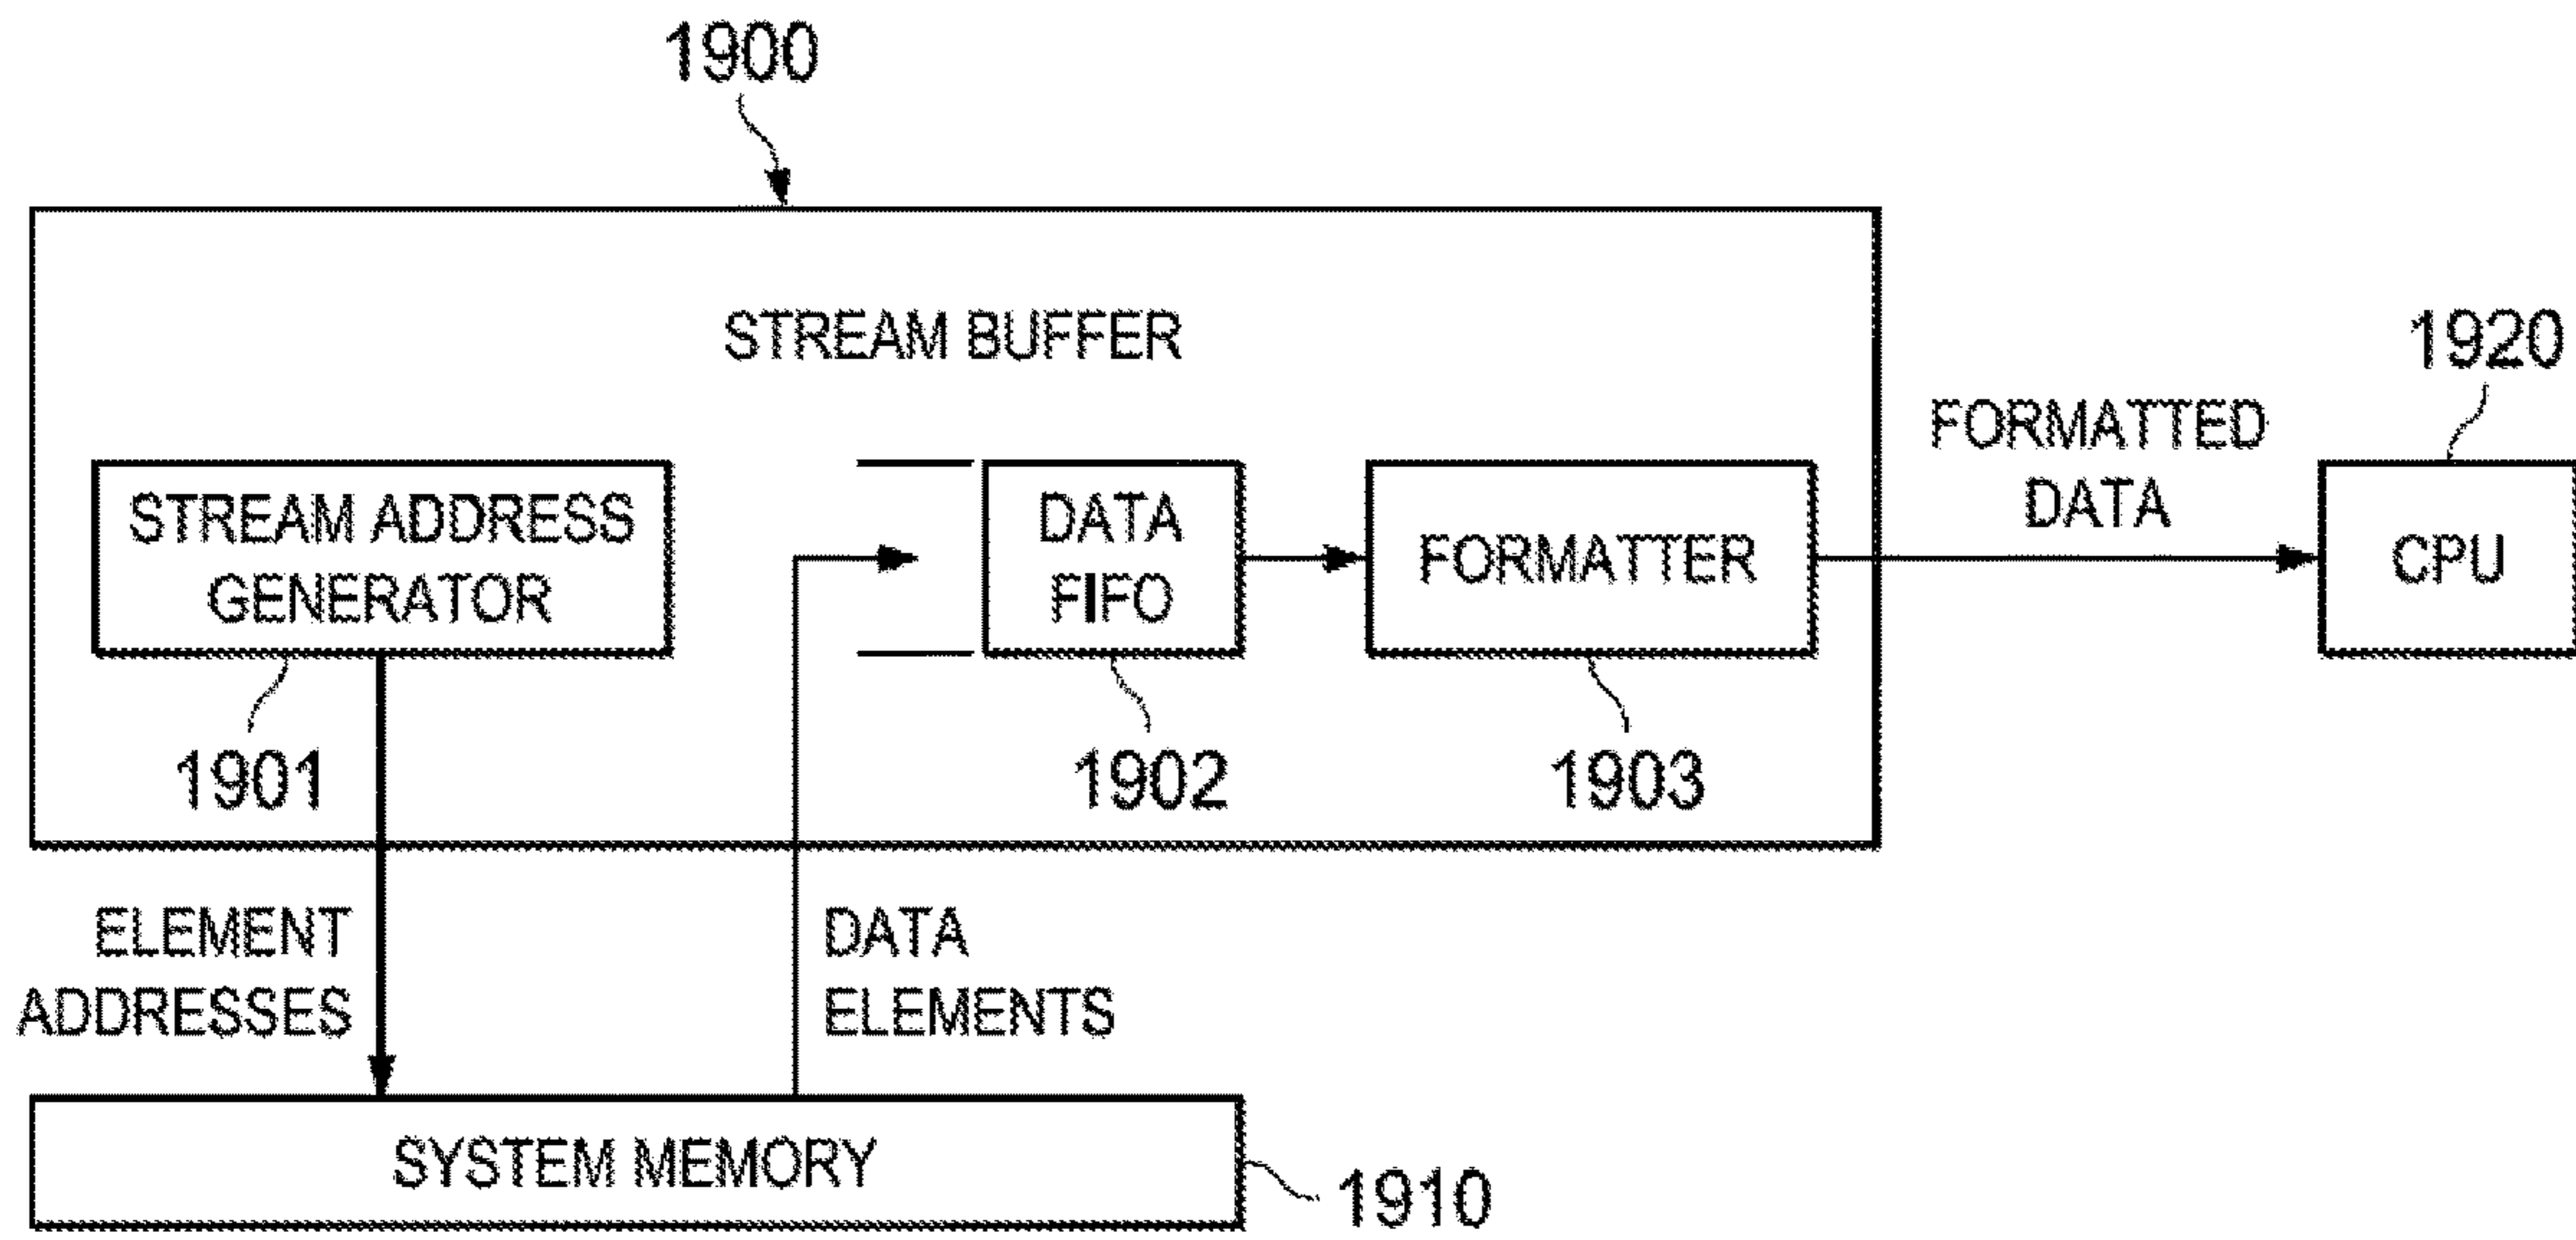 1900
STREAM BUFFER
1920
FORMATTED
DATA
STREAM ADDRESS
GENERATOR
DATA
FIFO
FORMATTER
CPU
1901
1902
1903
ELEMENT
ADDRESSES
DATA
ELEMENTS
SYSTEM MEMORY
1910